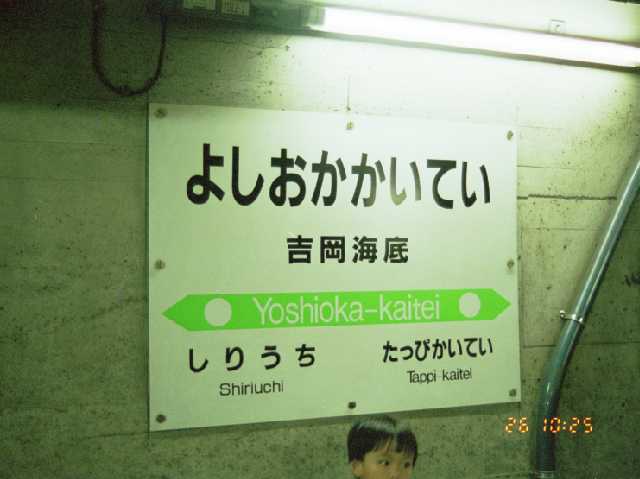 よしおかかいてい
吉岡海底
Yoshioka-kaitei
しりうち
Shiriuchi
たっぴかいてい
Tappi-kaitei
26 10:25